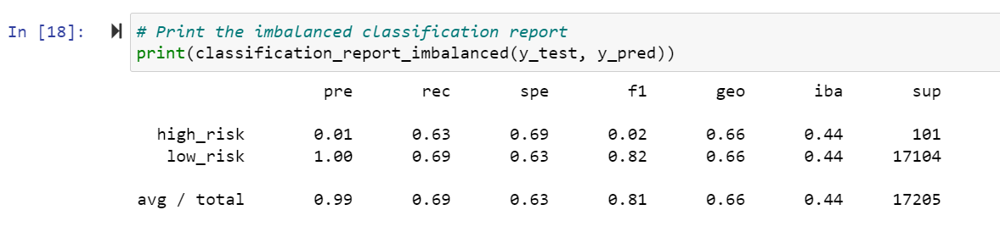 In [18]: # Print the imbalanced classification report
print(classification_report_imbalanced(y_test, y_pred))
pre rec spe f1 geo iba sup
high_risk 0.01 0.63 0.69 0.02 0.66 0.44 101
low_risk 1.00 0.69 0.63 0.82 0.66 0.44 17104
avg / total 0.99 0.69 0.63 0.81 0.66 0.44 17205